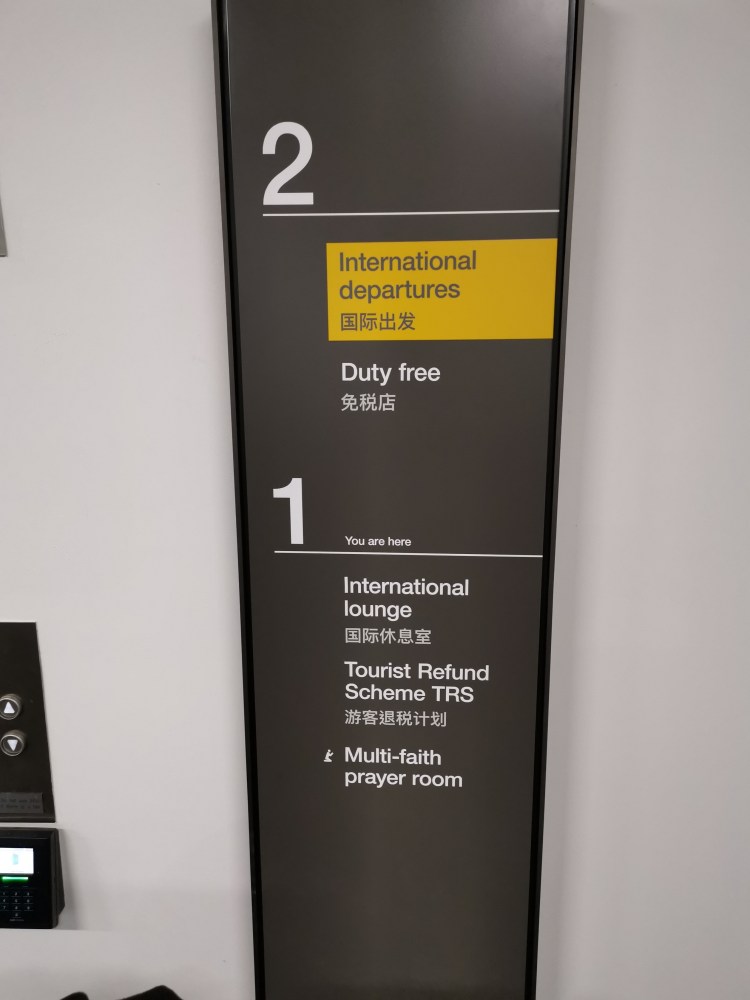 2
International
departures
国际出发
Duty free
免税店
1
You are here
International
lounge
国际休息室
Tourist Refund
Scheme TRS
游客退税计划
Multi-faith
prayer room